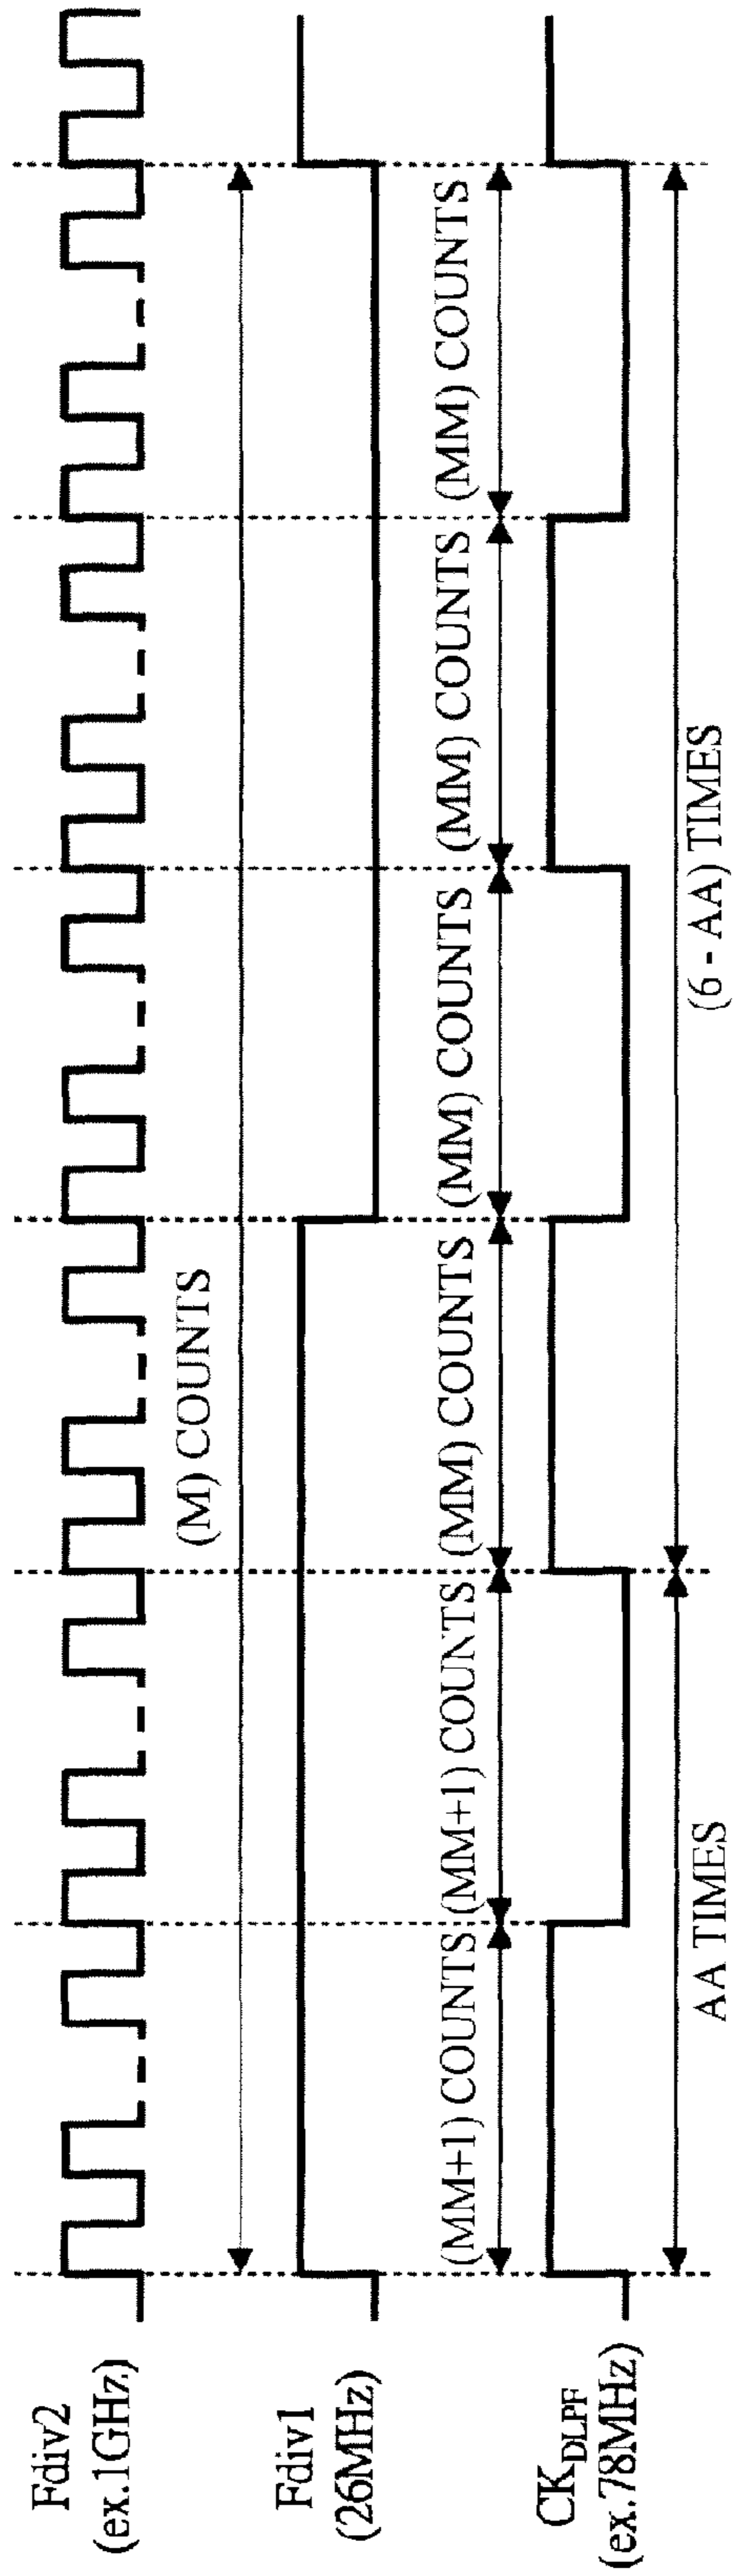 Fdiv2
(ex.1GHz)
(M) COUNTS
Fdiv1
(26MHz)
(MM+1) COUNTS
(MM+1) COUNTS
(MM) COUNTS
(MM) COUNTS
(MM) COUNTS
(MM) COUNTS
CKDLPF
(ex.78MHz)
AA TIMES
(6 - AA) TIMES